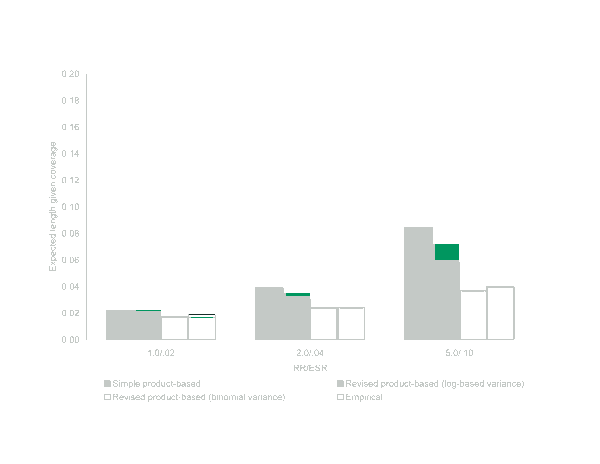 0.20
0.18
0.16
0.14
0.12
0.10
0.08
0.06
0.04
0.02
0.00
Expected length given coverage
1.0/.02
2.0/.04
5.0/.10
RR/ESR
Simple product-based
Revised product-based (log-based variance)
Revised product-based (binomial variance)
Empirical